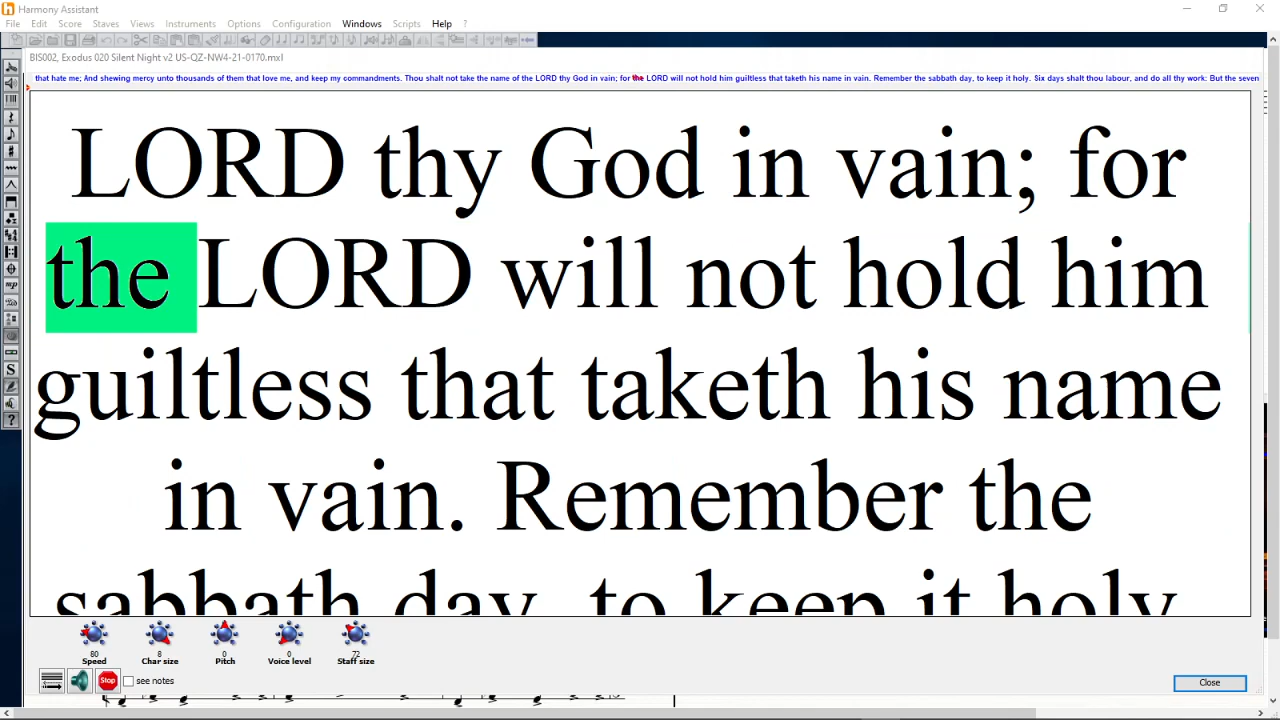 Harmony Assistant
File Edit Score Staves Views Instruments Options Configuration Windows Scripts Help ?
BIS002, Exodus 020 Silent Night v2 US-QZ-NW4-21-0170.mxl
that hate me; And shewing mercy unto thousands of them that love me, and keep my commandments. Thou shalt not take the name of the LORD thy God in vain; for the LORD will not hold him guiltless that taketh his name in vain. Remember the sabbath day, to keep it holy. Six days shalt thou labour, and do all thy work: But the seven
LORD thy God in vain; for
the LORD will not hold him
guiltless that taketh his name
in vain. Remember the
sabbath day, to keep it holy
80 8 0 0 72
Speed Char size Pitch Voice level Staff size
Stop see notes
Close